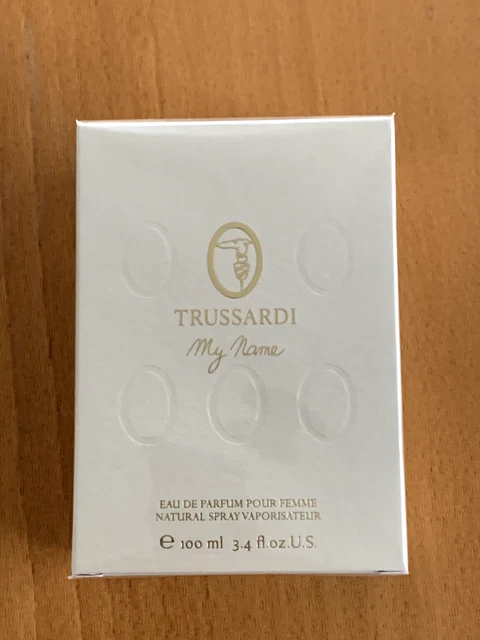 TRUSSARDI
My Name
EAU DE PARFUM POUR FEMME
NATURAL SPRAY VAPORISATEUR
℮ 100 ml 3.4 fl.oz.U.S.